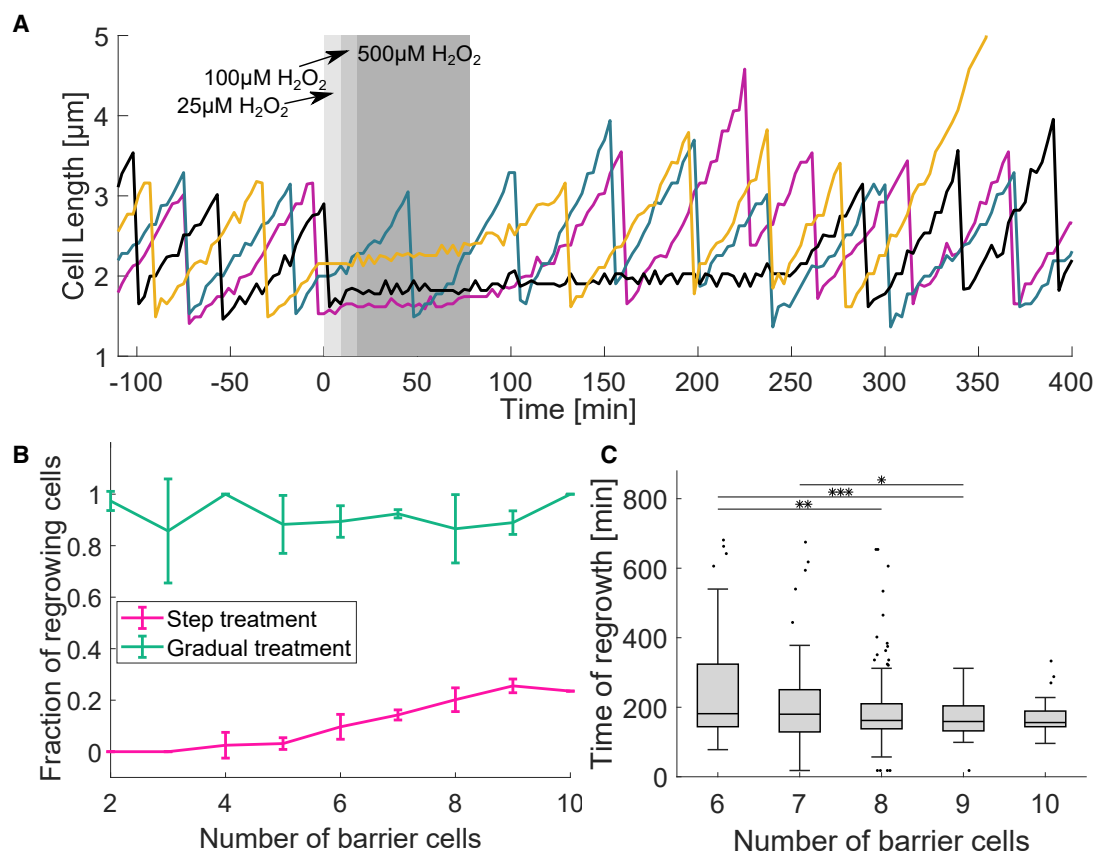 A
5
4
3
2
1
Cell Length [µm]
500µM H₂O₂
100µM H₂O₂
25µM H₂O₂
-100 -50 0 50 100 150 200 250 300 350 400
Time [min]
B
1
0.8
0.6
0.4
0.2
0
Fraction of regrowing cells
Step treatment
Gradual treatment
2 4 6 8 10
Number of barrier cells
C
800
600
400
200
0
Time of regrowth [min]
*
***
**
6 7 8 9 10
Number of barrier cells